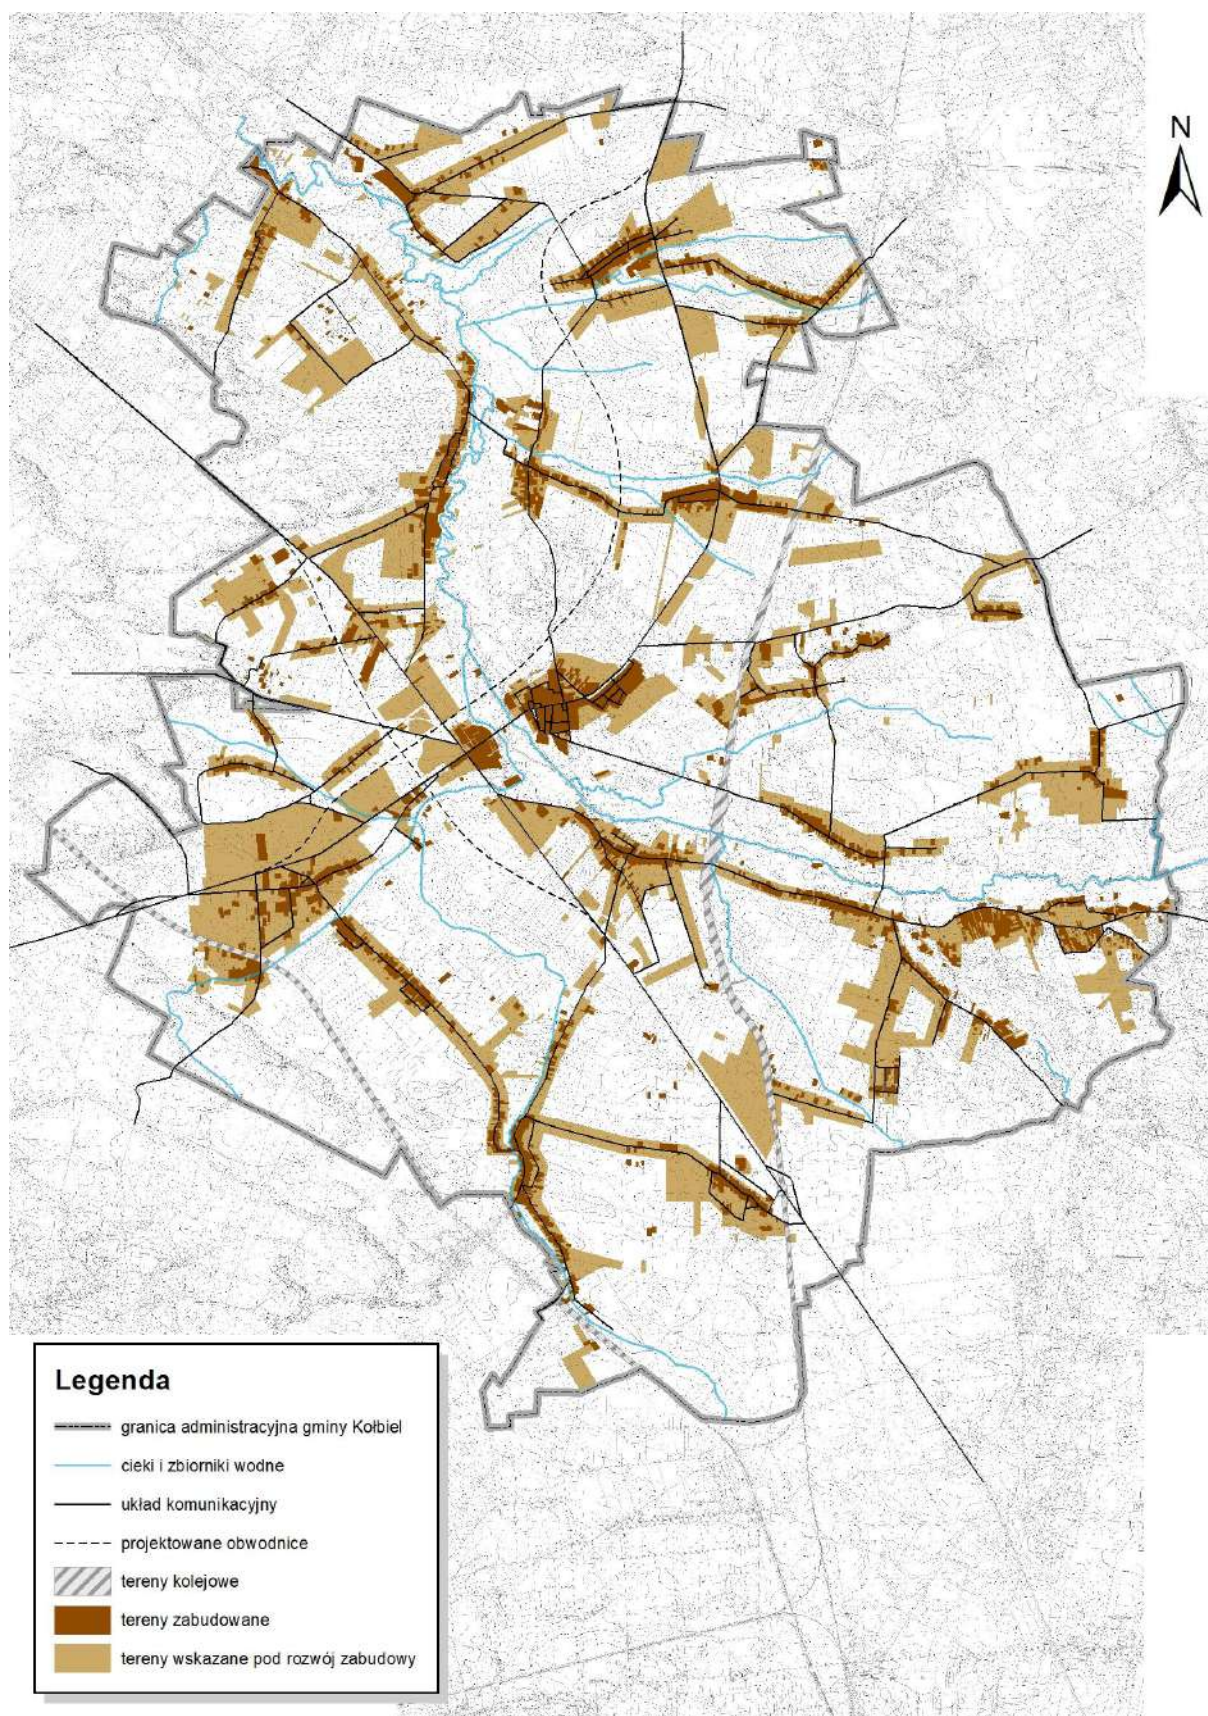 N
Legenda
granica administracyjna gminy Kołbiel
cieki i zbiorniki wodne
układ komunikacyjny
projektowane obwodnice
tereny kolejowe
tereny zabudowane
tereny wskazane pod rozwój zabudowy